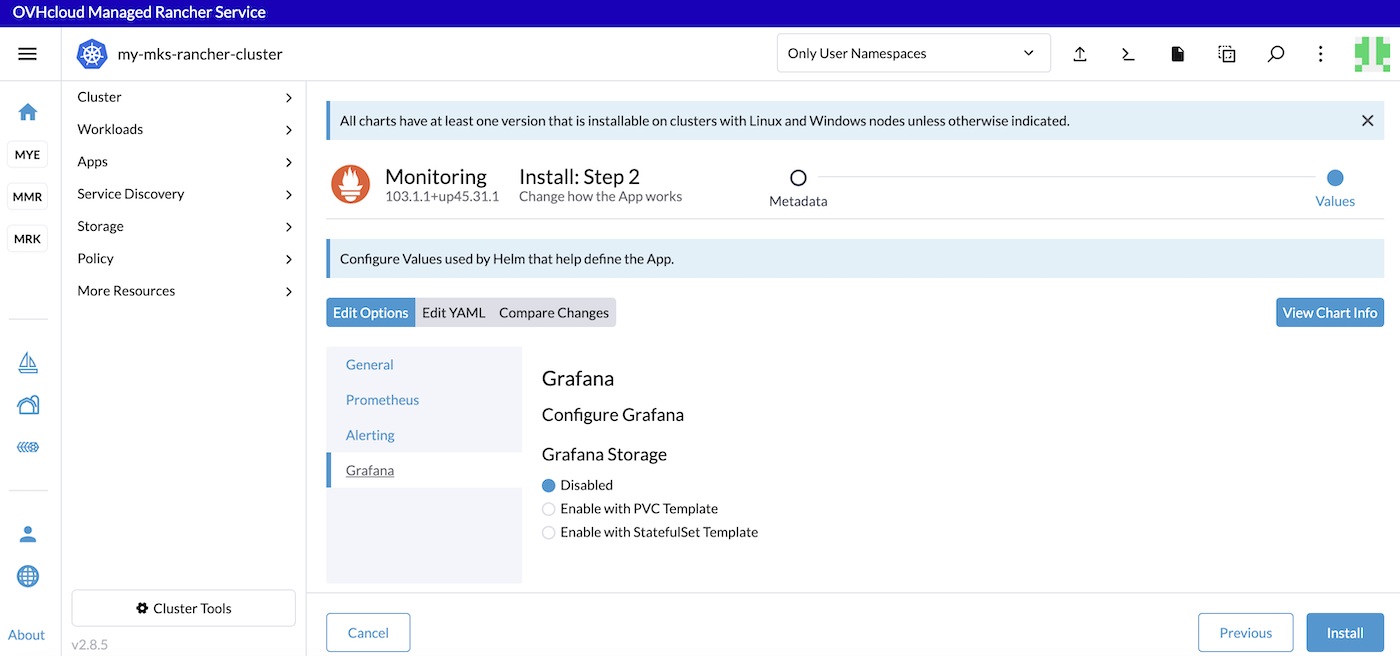 OVHcloud Managed Rancher Service
my-mks-rancher-cluster
Only User Namespaces
MYE
MMR
MRK
About
Cluster
Workloads
Apps
Service Discovery
Storage
Policy
More Resources
Cluster Tools
v2.8.5
All charts have at least one version that is installable on clusters with Linux and Windows nodes unless otherwise indicated.
Monitoring
103.1.1+up45.31.1
Install: Step 2
Change how the App works
Metadata
Values
Configure Values used by Helm that help define the App.
Edit Options Edit YAML Compare Changes
View Chart Info
General
Prometheus
Alerting
Grafana
Grafana
Configure Grafana
Grafana Storage
Disabled
Enable with PVC Template
Enable with StatefulSet Template
Cancel
Previous
Install